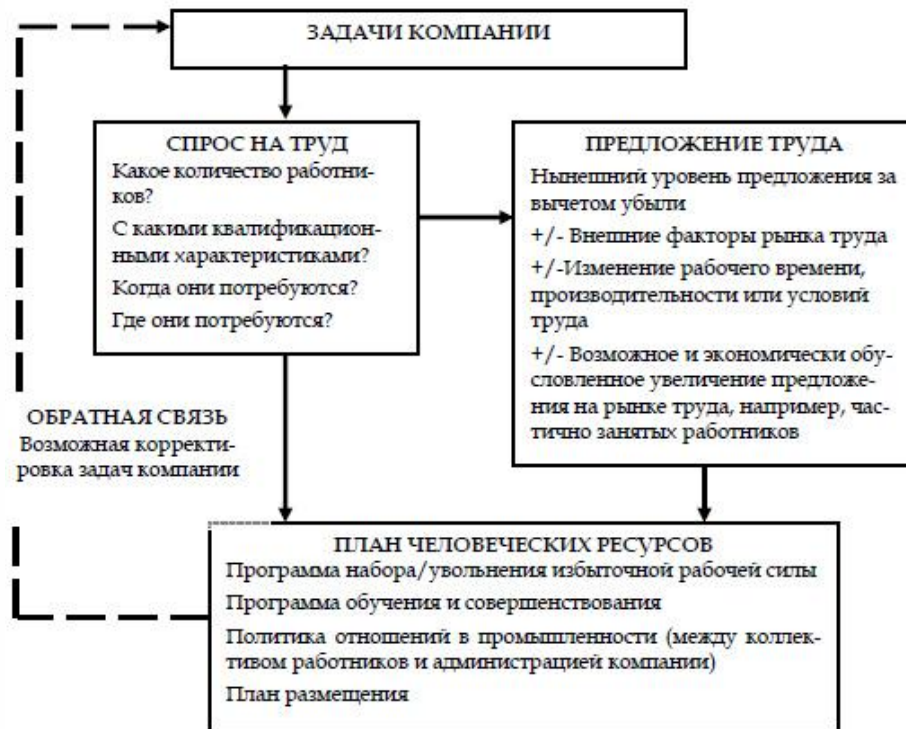 ЗАДАЧИ КОМПАНИИ
СПРОС НА ТРУД
Какое количество работни-
ков?
С какими квалификацион-
ными характеристиками?
Когда они потребуются?
Где они потребуются?
ПРЕДЛОЖЕНИЕ ТРУДА
Нынешний уровень предложения за
вычетом убыли
+/- Внешние факторы рынка труда
+/-Изменение рабочего времени,
производительности или условий
труда
+/- Возможное и экономически обу-
словленное увеличение предложе-
ния на рынке труда, например, час-
тично занятых работников
ОБРАТНАЯ СВЯЗЬ
Возможная корректи-
ровка задач компании
ПЛАН ЧЕЛОВЕЧЕСКИХ РЕСУРСОВ
Программа набора/увольнения избыточной рабочей силы
Программа обучения и совершенствования
Политика отношений в промышленности (между коллек-
тивом работников и администрацией компании)
План размещения